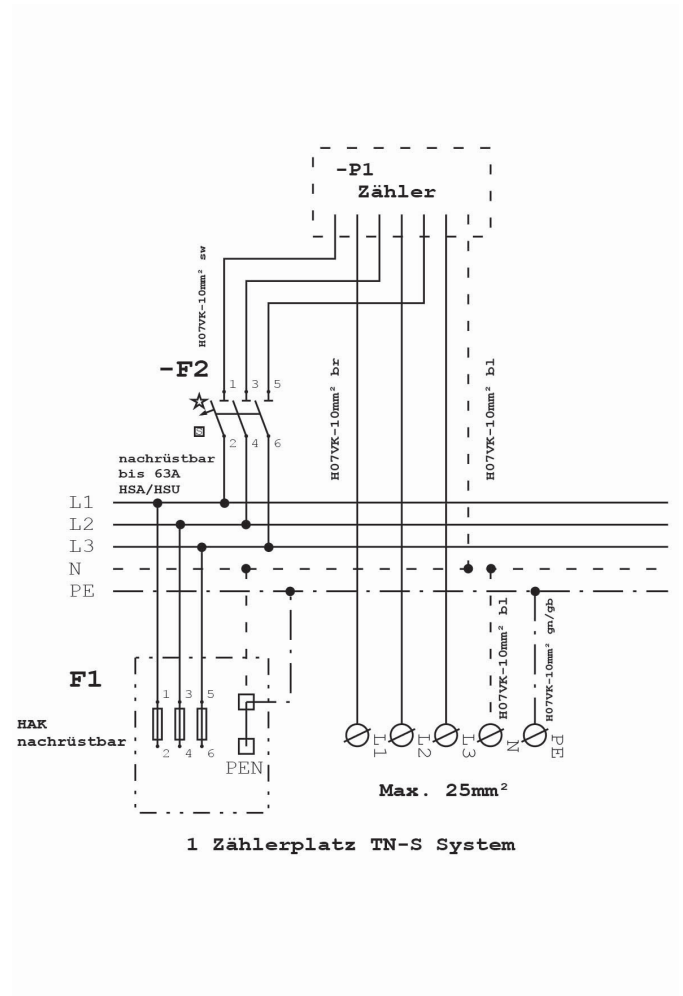 -P1
Zähler
H07VK-10mm² sw
-F2
1 3 5
2 4 6
H07VK-10mm² br
H07VK-10mm² bl
nachrüstbar
bis 63A
HSA/HSU
L1
L2
L3
N
PE
H07VK-10mm² bl
H07VK-10mm² gn/gb
F1
1 3 5
HAK
nachrüstbar
2 4 6
PEN
L1
L2
L3
N
PE
Max. 25mm²
1 Zählerplatz TN-S System